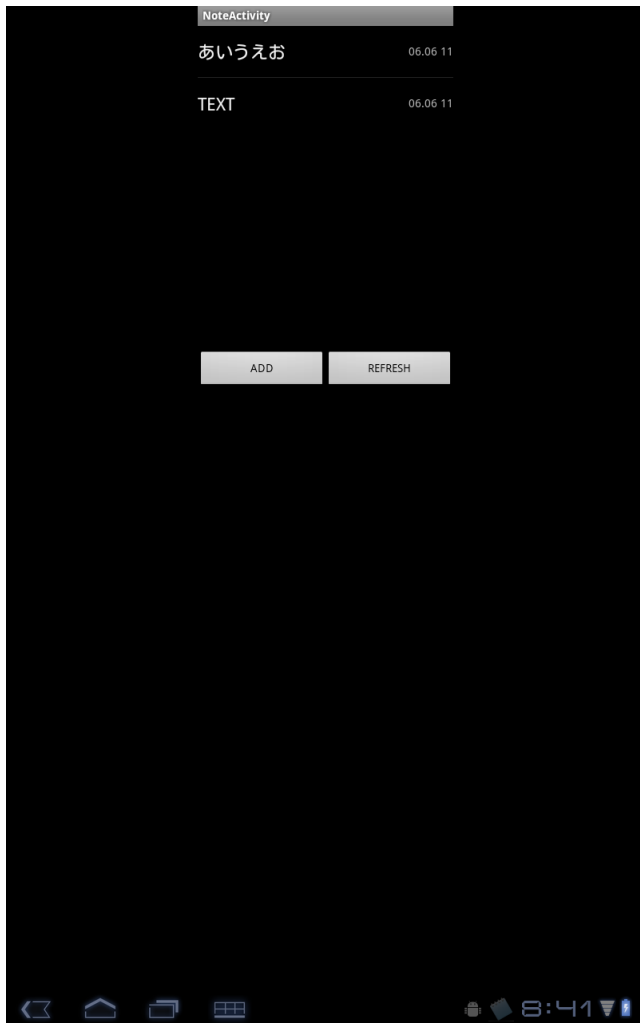 NoteActivity
あいうえお 06.06 11
TEXT 06.06 11
ADD REFRESH
8:41